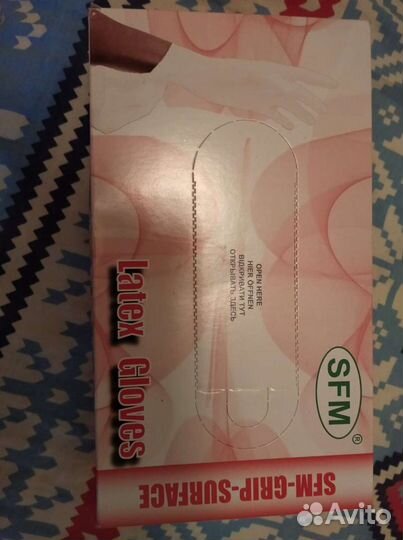 SFM®
OPEN HERE
HIER ÖFFNEN
ВІДКРИВАТИ ТУТ
ОТКРЫВАТЬ ЗДЕСЬ
Latex Gloves
SFM-GRIP-SURFACE
Avito